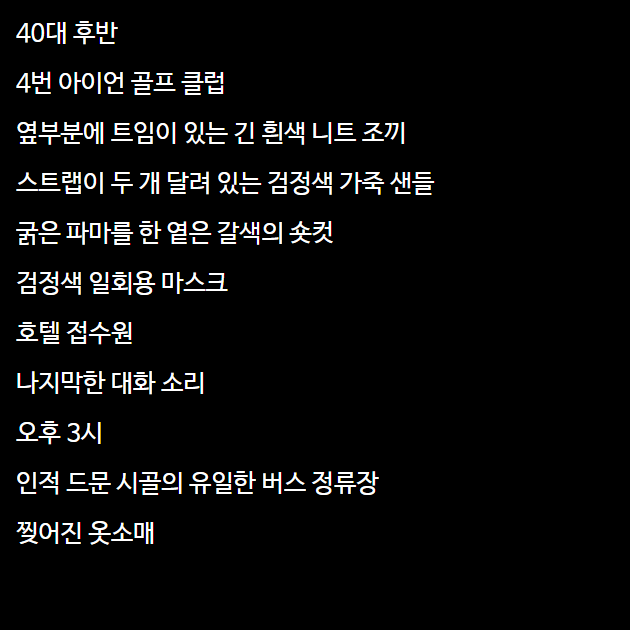 40대 후반
4번 아이언 골프 클럽
옆부분에 트임이 있는 긴 흰색 니트 조끼
스트랩이 두 개 달려 있는 검정색 가죽 샌들
굵은 파마를 한 옅은 갈색의 숏컷
검정색 일회용 마스크
호텔 접수원
나지막한 대화 소리
오후 3시
인적 드문 시골의 유일한 버스 정류장
찢어진 옷소매